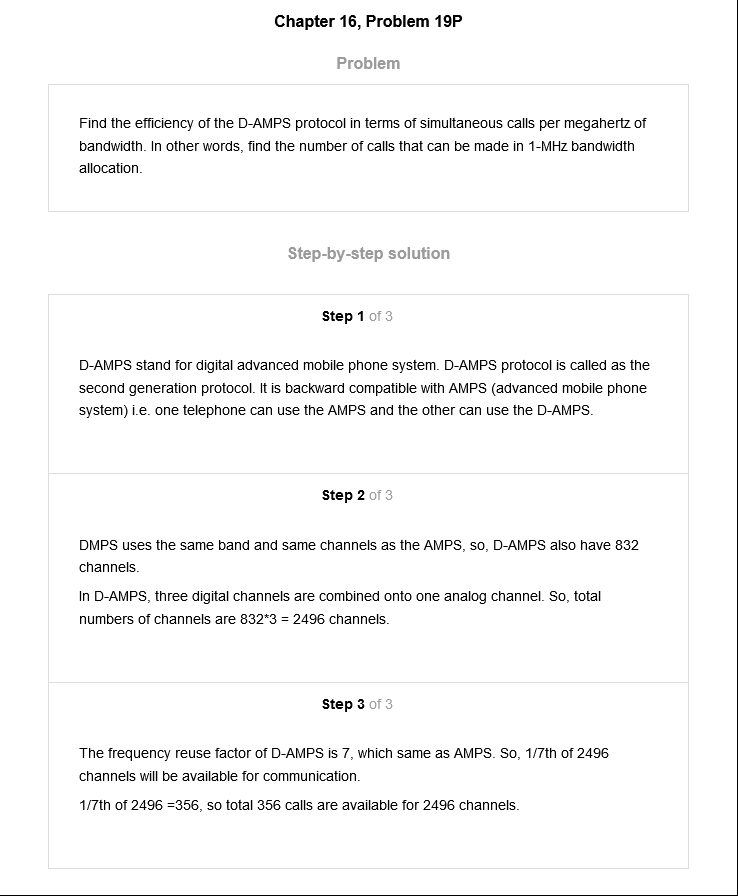 Chapter 16, Problem 19P
Problem
Find the efficiency of the D-AMPS protocol in terms of simultaneous calls per megahertz of
bandwidth. In other words, find the number of calls that can be made in 1-MHz bandwidth
allocation.
Step-by-step solution
Step 1 of 3
D-AMPS stand for digital advanced mobile phone system. D-AMPS protocol is called as the
second generation protocol. It is backward compatible with AMPS (advanced mobile phone
system) i.e. one telephone can use the AMPS and the other can use the D-AMPS.
Step 2 of 3
DMPS uses the same band and same channels as the AMPS, so, D-AMPS also have 832
channels.
In D-AMPS, three digital channels are combined onto one analog channel. So, total
numbers of channels are 832*3 = 2496 channels.
Step 3 of 3
The frequency reuse factor of D-AMPS is 7, which same as AMPS. So, 1/7th of 2496
channels will be available for communication.
1/7th of 2496 =356, so total 356 calls are available for 2496 channels.